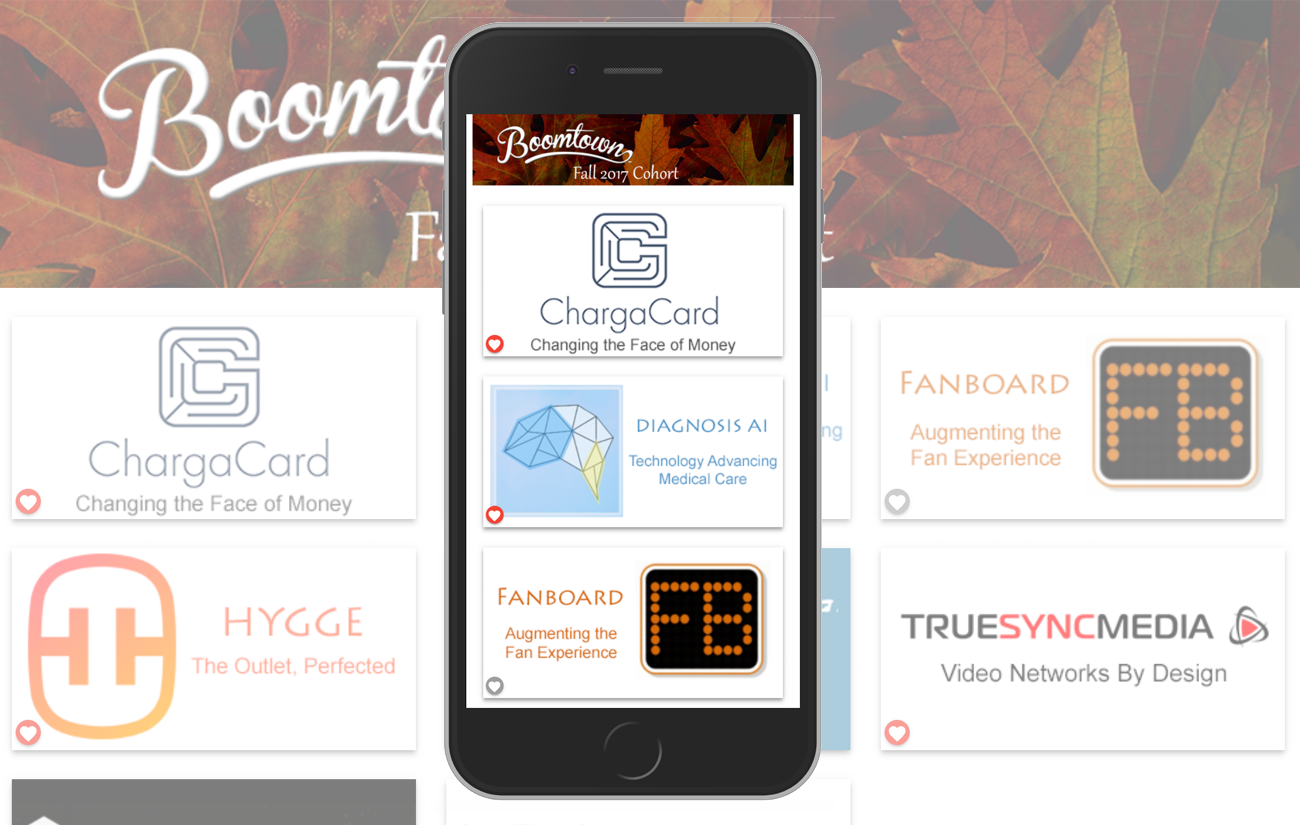 Boomto
Fa
t
Boomtown
Fall 2017 Cohort
ChargaCard
Changing the Face of Money
DIAGNOSIS AI
Technology Advancing
Medical Care
FANBOARD
Augmenting the
Fan Experience
FB
ChargaCard
Changing the Face of Money
I
ng
FANBOARD
Augmenting the
Fan Experience
FB
HYGGE
The Outlet, Perfected
TRUESYNCMEDIA
Video Networks By Design